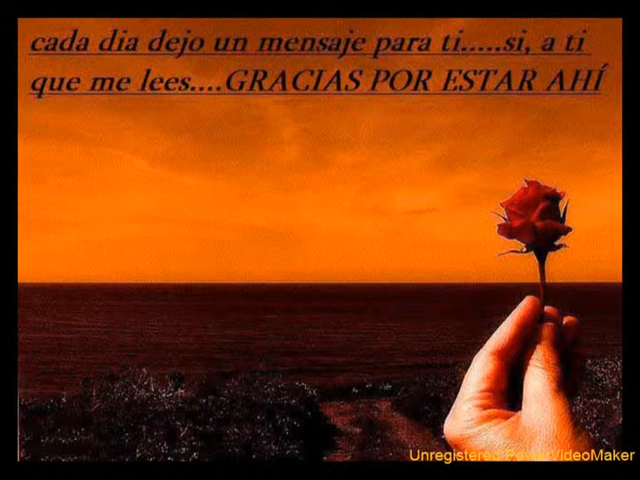 cada dia dejo un mensaje para ti.....si, a ti
que me lees....GRACIAS POR ESTAR AHÍ
Unregistered PowerVideoMaker